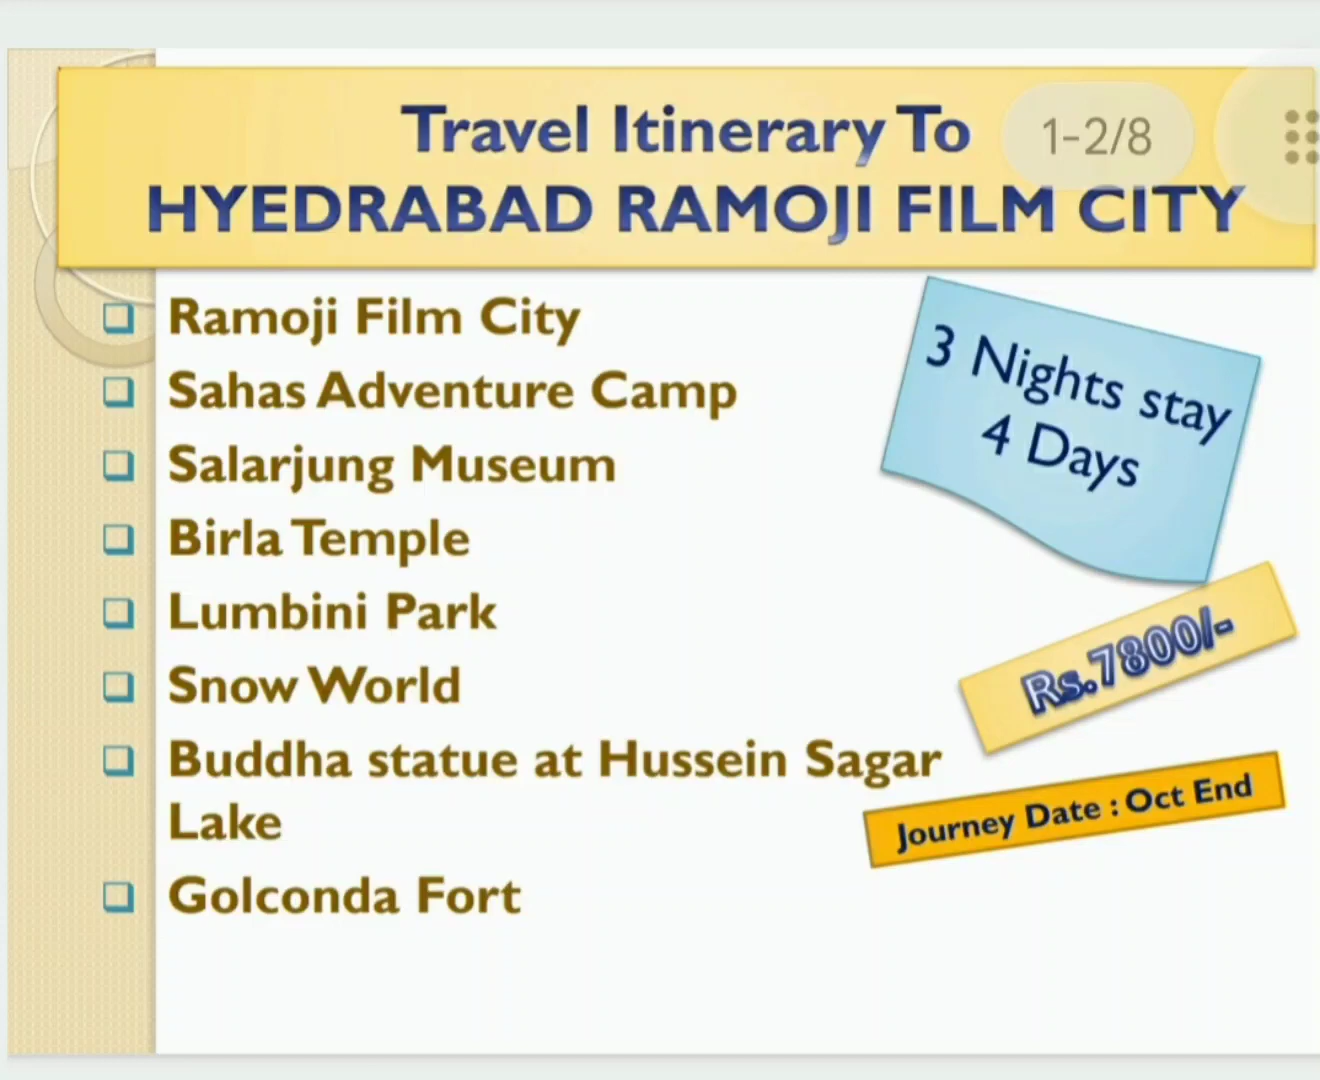 Travel Itinerary To
HYEDRABAD RAMOJI FILM CITY
1-2/8
Ramoji Film City
Sahas Adventure Camp
Salarjung Museum
Birla Temple
Lumbini Park
Snow World
Buddha statue at Hussein Sagar
Lake
Golconda Fort
3 Nights stay
4 Days
Rs.7800/-
Journey Date : Oct End